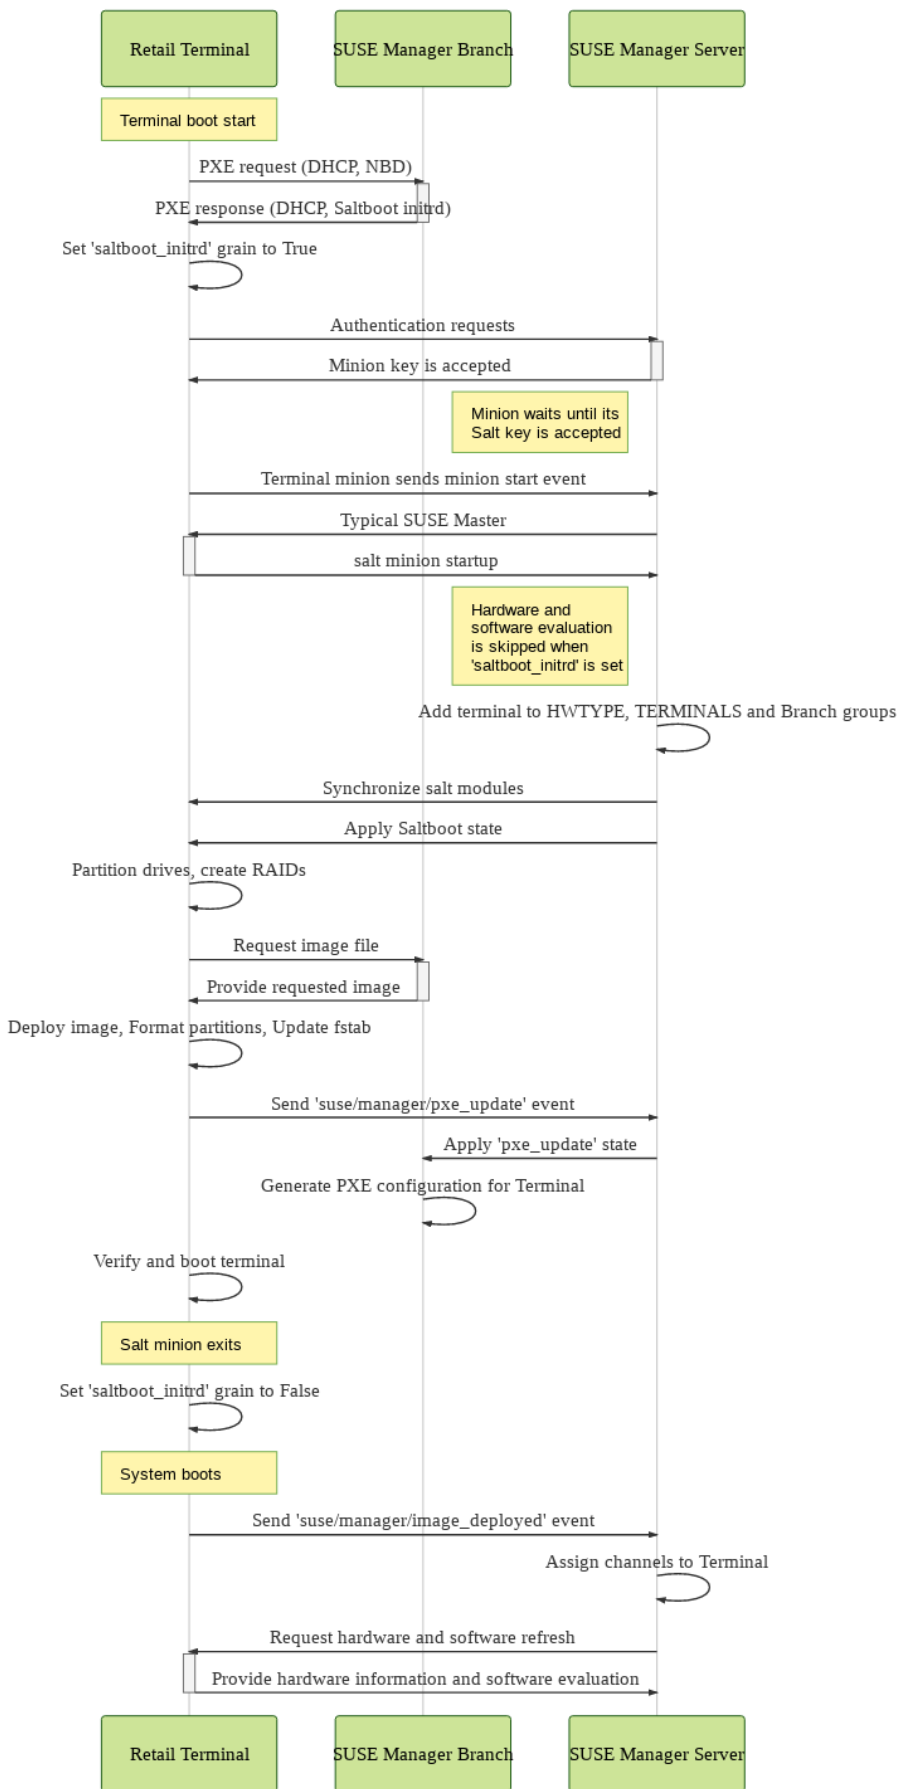 Retail Terminal
SUSE Manager Branch
SUSE Manager Server
Terminal boot start
PXE request (DHCP, NBD)
PXE response (DHCP, Saltboot initrd)
Set 'saltboot_initrd' grain to True
Authentication requests
Minion key is accepted
Minion waits until its
Salt key is accepted
Terminal minion sends minion start event
Typical SUSE Master
salt minion startup
Hardware and
software evaluation
is skipped when
'saltboot_initrd' is set
Add terminal to HWTYPE, TERMINALS and Branch groups
Synchronize salt modules
Apply Saltboot state
Partition drives, create RAIDs
Request image file
Provide requested image
Deploy image, Format partitions, Update fstab
Send 'suse/manager/pxe_update' event
Apply 'pxe_update' state
Generate PXE configuration for Terminal
Verify and boot terminal
Salt minion exits
Set 'saltboot_initrd' grain to False
System boots
Send 'suse/manager/image_deployed' event
Assign channels to Terminal
Request hardware and software refresh
Provide hardware information and software evaluation
Retail Terminal
SUSE Manager Branch
SUSE Manager Server